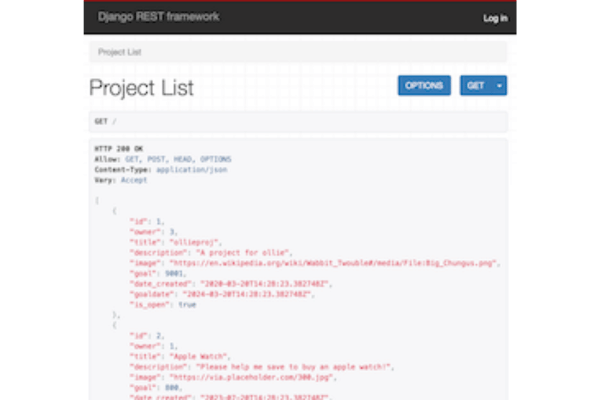 Django REST framework
Log in
Project List
Project List
OPTIONS
GET
GET /
HTTP 200 OK
Allow: GET, POST, HEAD, OPTIONS
Content-Type: application/json
Vary: Accept
[
{
"id": 1,
"owner": 3,
"title": "ollieproj",
"description": "A project for ollie",
"image": "https://en.wikipedia.org/wiki/Wabbit_Twouble#/media/File:Big_Chungus.png",
"goal": 9001,
"date_created": "2020-03-20T14:28:23.382748Z",
"goaldate": "2024-03-20T14:28:23.382748Z",
"is_open": true
},
{
"id": 2,
"owner": 1,
"title": "Apple Watch",
"description": "Please help me save to buy an apple watch!",
"image": "https://via.placeholder.com/300.jpg",
"goal": 800,
"date_created": "2023-07-20T14:28:23.382748Z",